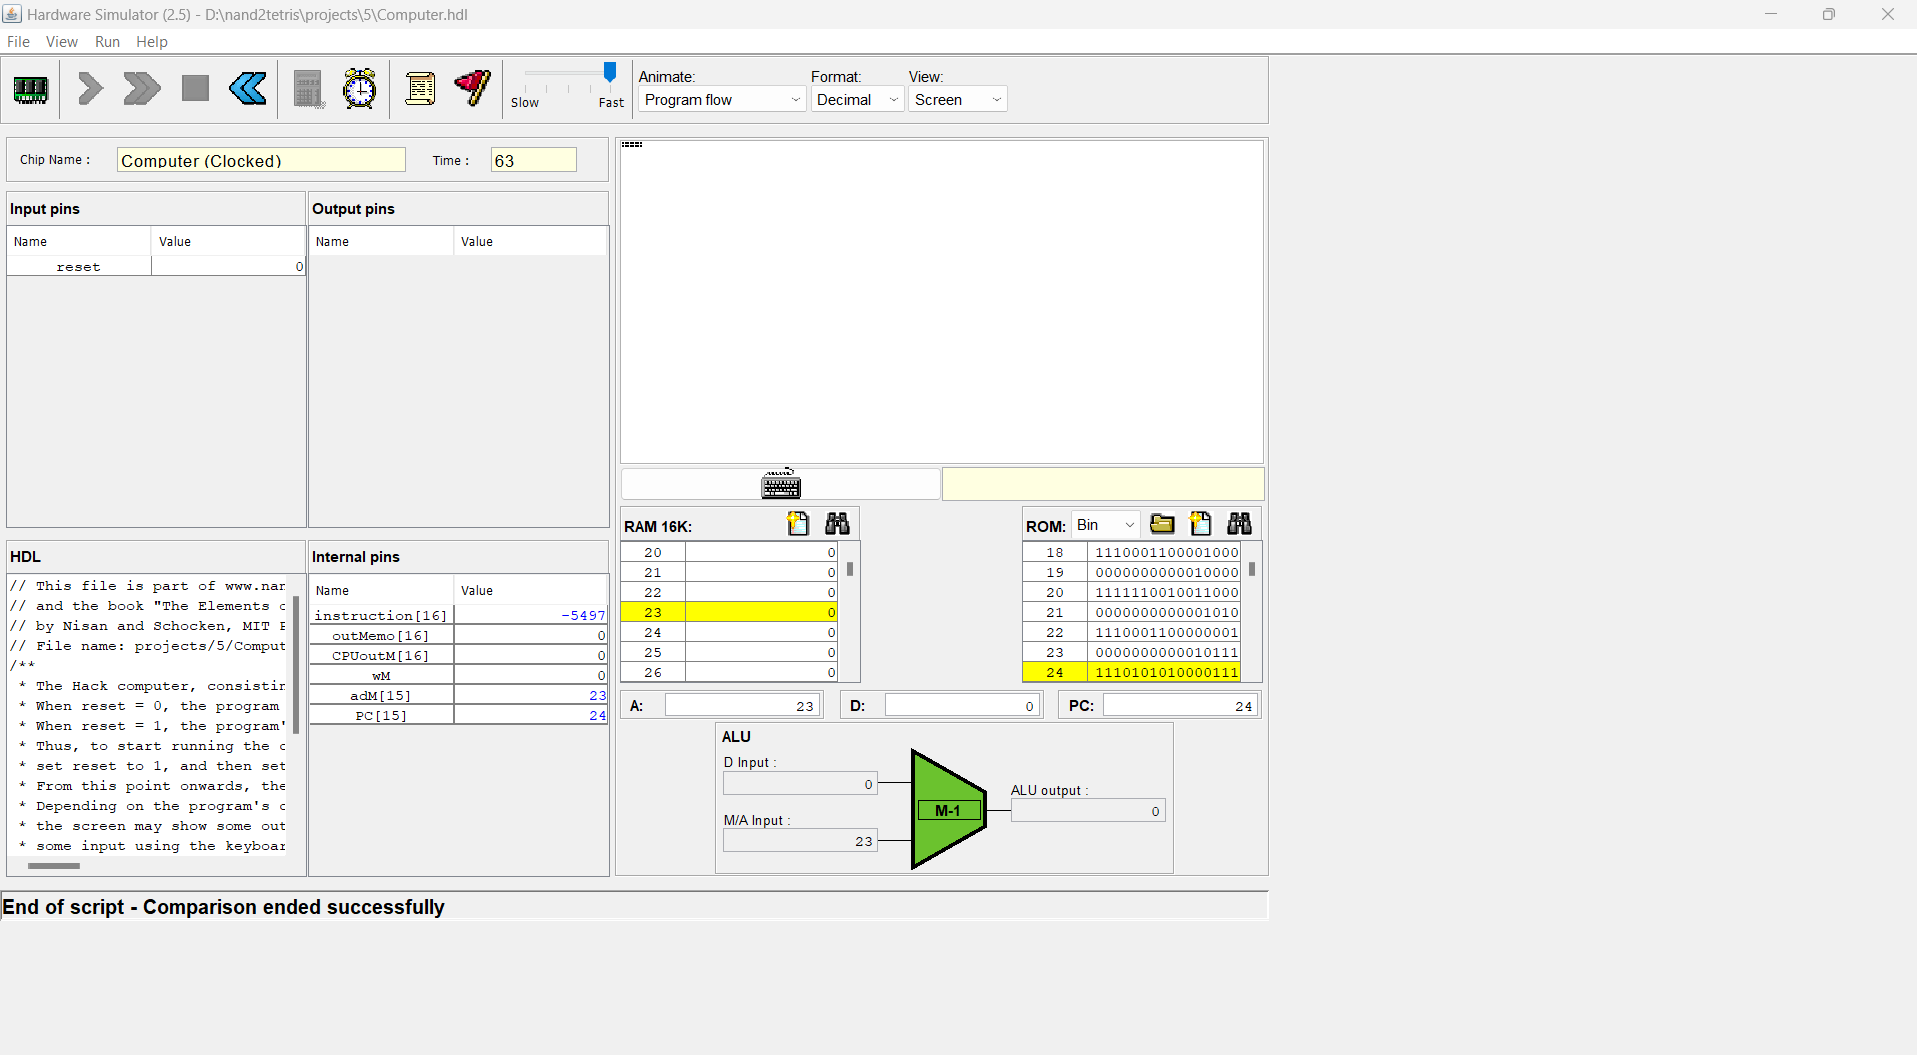 Hardware Simulator (2.5) - D:\nand2tetris\projects\5\Computer.hdl
File View Run Help
Slow Fast
Animate: Format: View:
Program flow Decimal Screen
Chip Name : Computer (Clocked) Time : 63
Input pins Output pins
Name Value Name Value
reset 0
RAM 16K: ROM: Bin
20 0 18 1110001100001000
21 0 19 0000000000010000
22 0 20 1111110010011000
23 0 21 0000000000001010
24 0 22 1110001100000001
25 0 23 0000000000010111
26 0 24 1110101010000111
HDL Internal pins
// This file is part of www.nan
// and the book "The Elements o
// by Nisan and Schocken, MIT P
// File name: projects/5/Comput
/**
* The Hack computer, consistin
* When reset = 0, the program
* When reset = 1, the program'
* Thus, to start running the c
* set reset to 1, and then set
* From this point onwards, the
* Depending on the program's c
* the screen may show some out
* some input using the keyboar
Name Value
instruction[16] -5497
outMemo[16] 0
CPUoutM[16] 0
wM 0
adM[15] 23
PC[15] 24
A: 23 D: 0 PC: 24
ALU
D Input :
0
M/A Input :
23
M-1
ALU output :
0
End of script - Comparison ended successfully